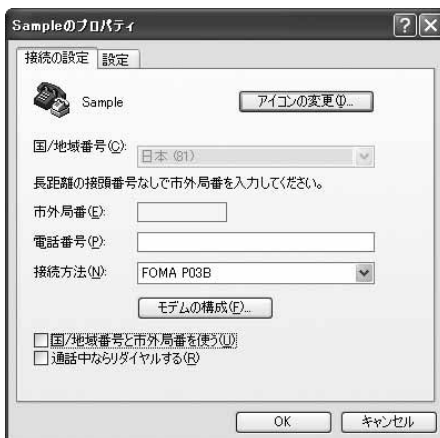 Sampleのプロパティ
接続の設定 設定
Sample
アイコンの変更(I)...
国/地域番号(C):
日本 (81)
長距離の接頭番号なしで市外局番を入力してください。
市外局番(E):
電話番号(P):
接続方法(N):
FOMA P03B
モデムの構成(F)...
国/地域番号と市外局番を使う(U)
通話中ならリダイヤルする(R)
OK キャンセル